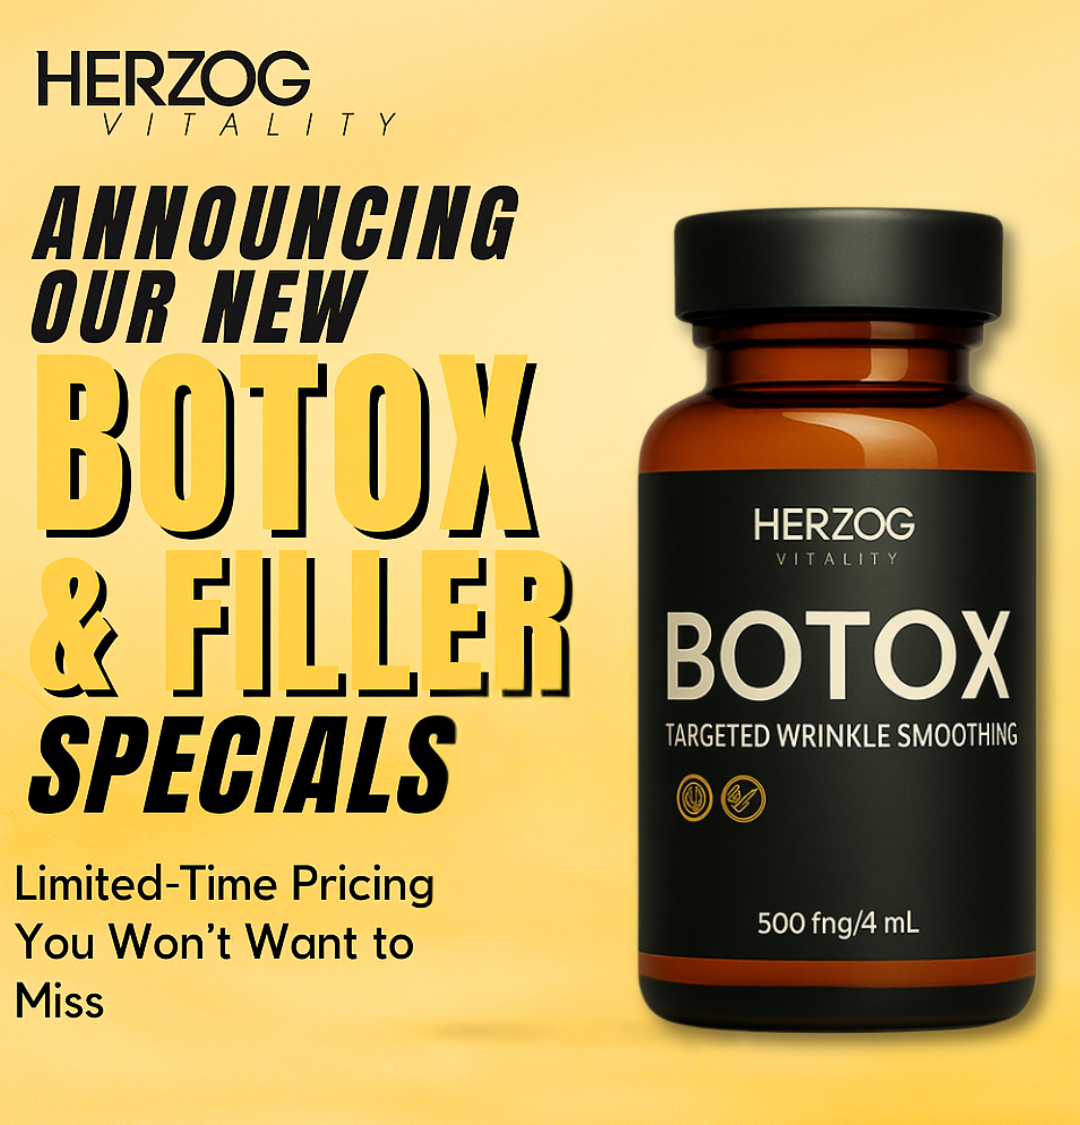 HERZOG
VITALITY
ANNOUNCING
OUR NEW
BOTOX
& FILLER
SPECIALS
Limited-Time Pricing
You Won’t Want to
Miss
HERZOG
VITALITY
BOTOX
TARGETED WRINKLE SMOOTHING
500 fng/4 mL